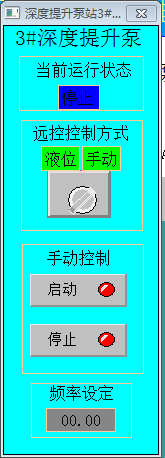 深度提升泵站3#...
3#深度提升泵
当前运行状态
停止
远控控制方式
液位 手动
手动控制
启动
停止
频率设定
00.00